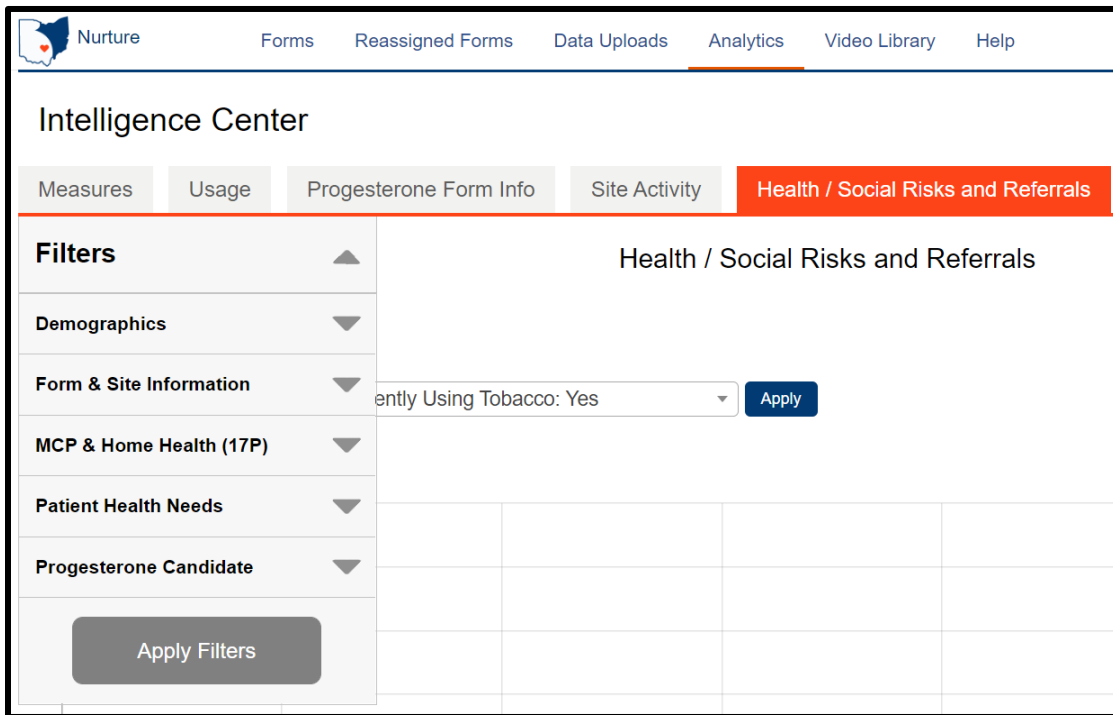 Nurture Forms Reassigned Forms Data Uploads Analytics Video Library Help
Intelligence Center
Measures Usage Progesterone Form Info Site Activity Health / Social Risks and Referrals
Filters
Health / Social Risks and Referrals
Demographics
Form & Site Information
ently Using Tobacco: Yes Apply
MCP & Home Health (17P)
Patient Health Needs
Progesterone Candidate
Apply Filters